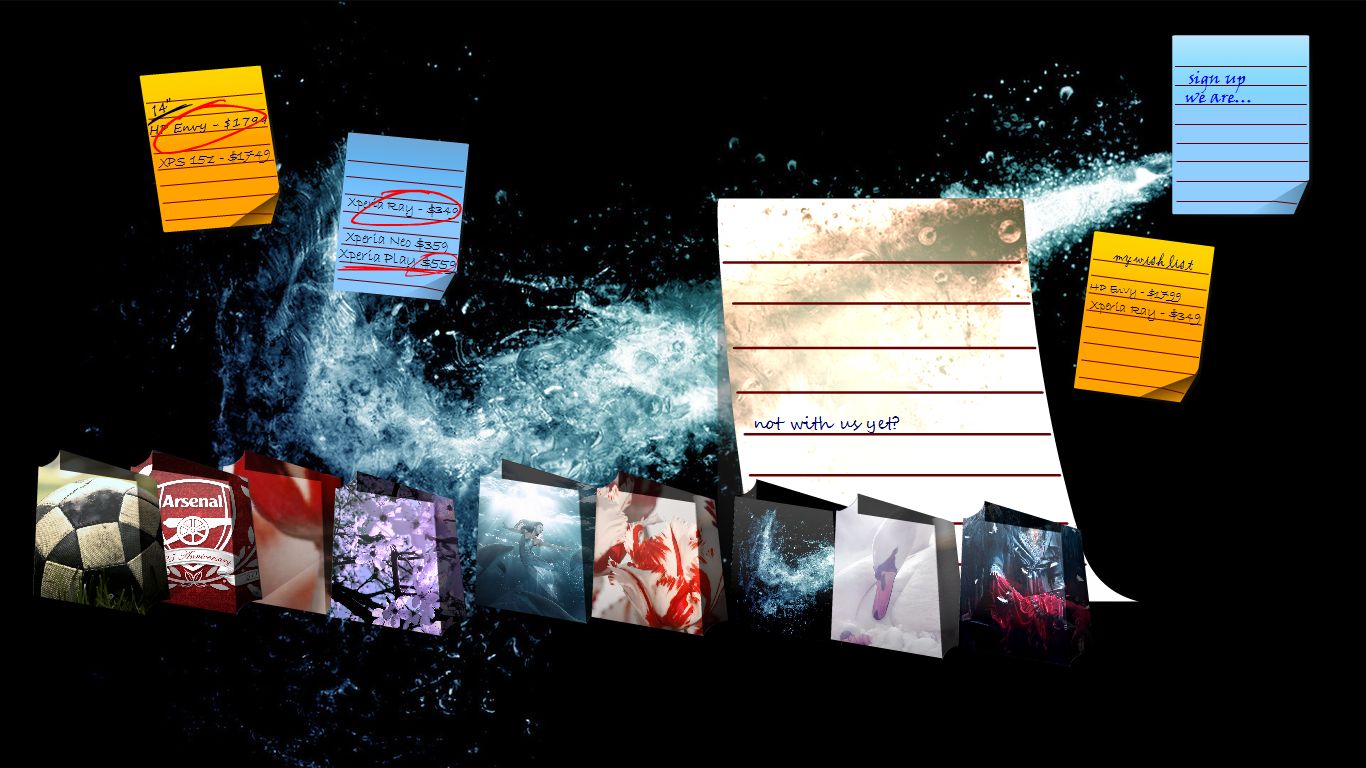 14"
HP Envy - $1799
XPS 15z - $1749
Xperia Ray - $349
Xperia Neo $359
Xperia Play $559
sign up
we are...
my wish list
HP Envy - $1799
Xperia Ray - $349
not with us yet?
Arsenal
Anniversary